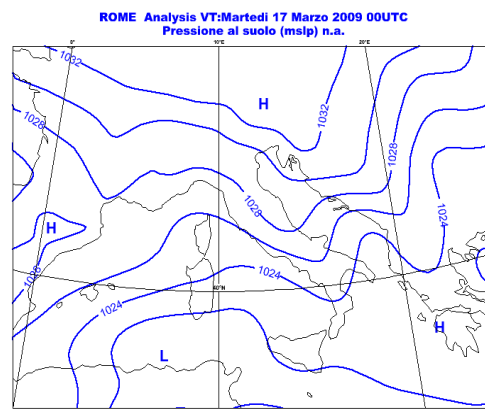 ROME Analysis VT:Martedi 17 Marzo 2009 00UTC
Pressione al suolo (mslp) n.a.
0°
10°E
20°E
1032
H
1032
1028
1028
1028
H
1024
1024
1028
40°N
1024
H
L